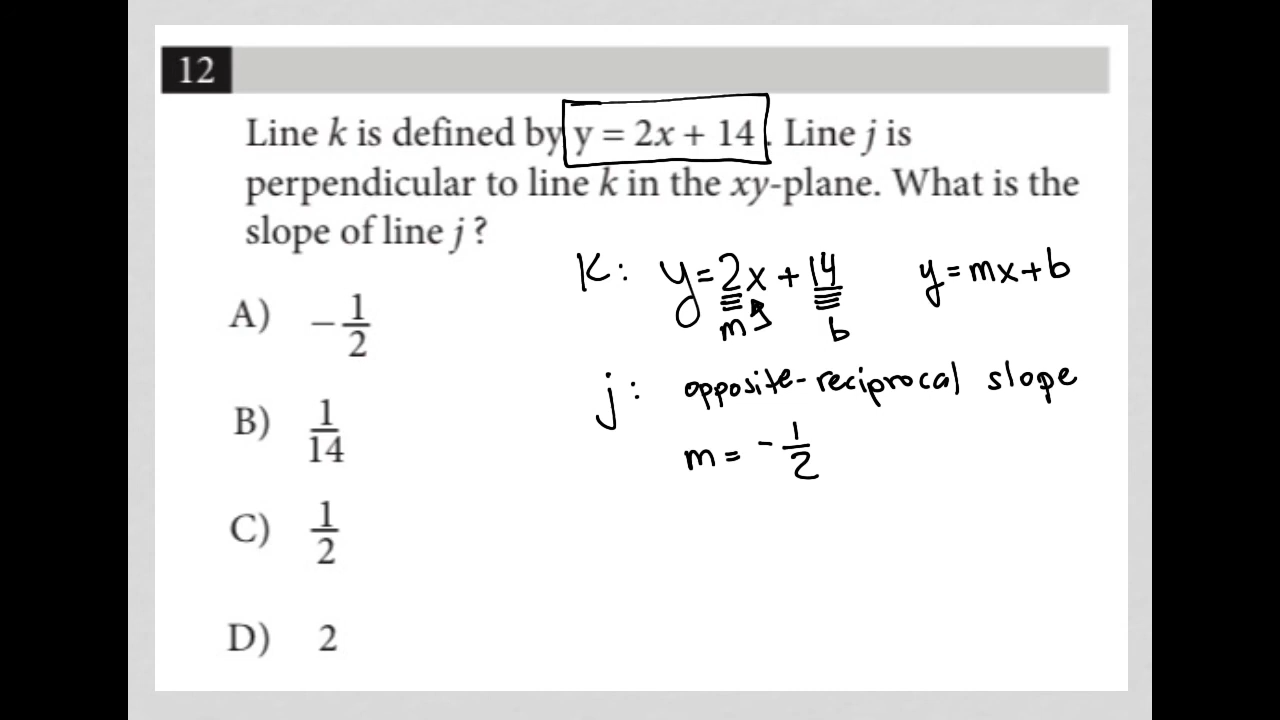 12
Line k is defined by y = 2x + 14. Line j is
perpendicular to line k in the xy-plane. What is the
slope of line j ?
K: y = 2x + 14 y = mx + b
m b
A) -1/2
j: opposite-reciprocal slope
B) 1/14
m = -1/2
C) 1/2
D) 2